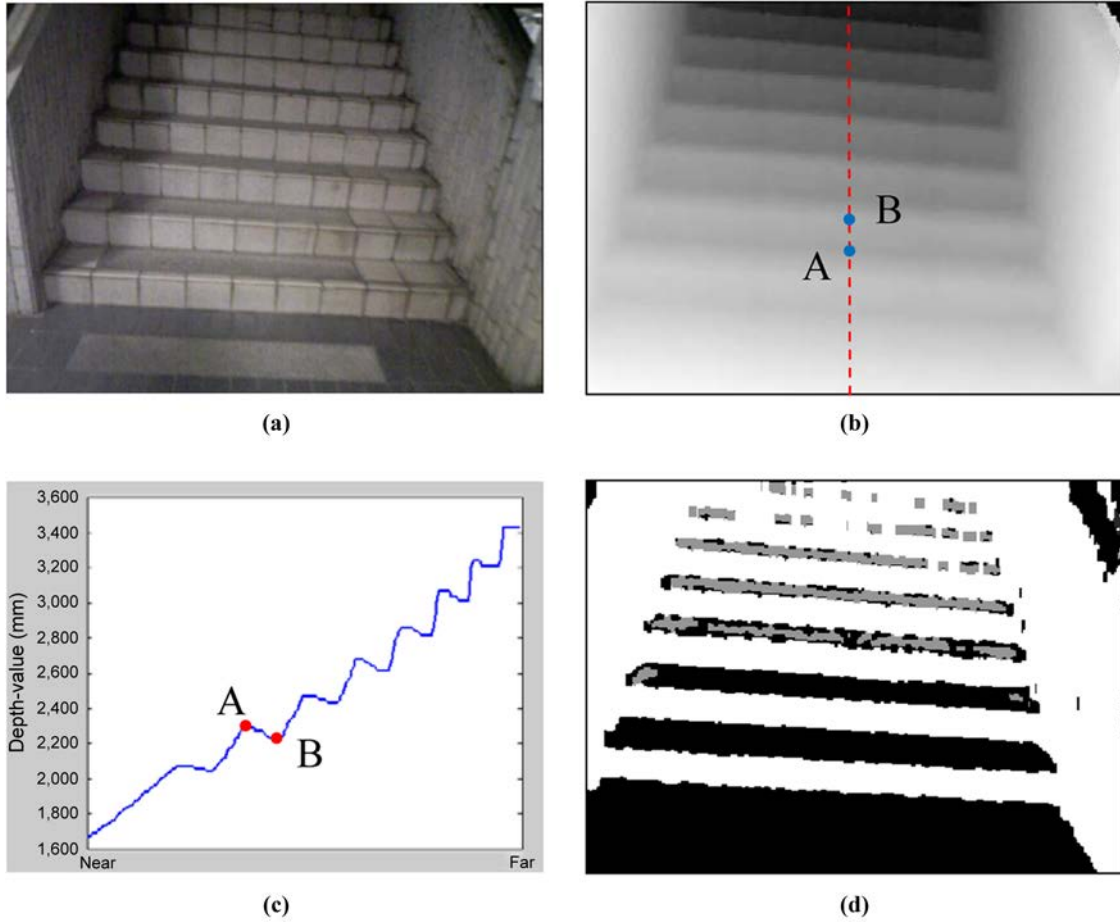 B
A
(a)
(b)
3,600
3,400
3,200
3,000
2,800
2,600
2,400
2,200
2,000
1,800
1,600
Depth-value (mm)
A
B
Near
Far
(c)
(d)